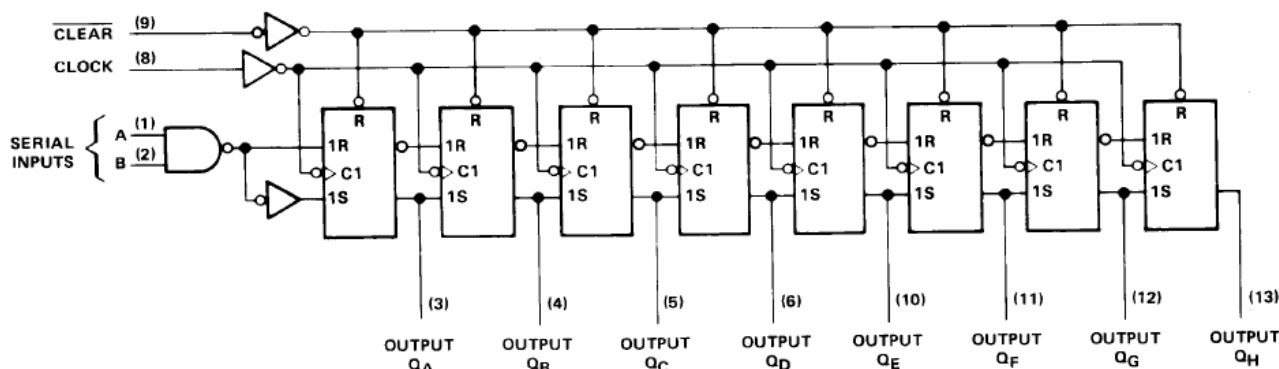 CLEAR (9)
CLOCK (8)
R R R R R R R R
SERIAL INPUTS
A (1)
B (2)
1R 1R 1R 1R 1R 1R 1R 1R
C1 C1 C1 C1 C1 C1 C1 C1
1S 1S 1S 1S 1S 1S 1S 1S
(3) (4) (5) (6) (10) (11) (12) (13)
OUTPUT OUTPUT OUTPUT OUTPUT OUTPUT OUTPUT OUTPUT OUTPUT
QA QB QC QD QE QF QG QH